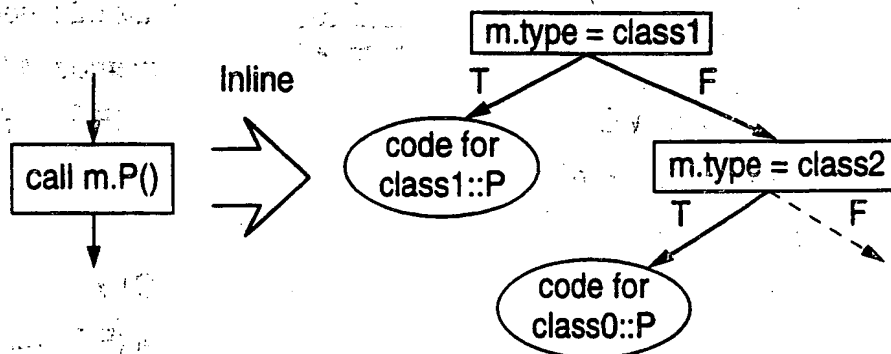 m.type = class1
Inline
T
F
call m.P()
code for
class1::P
m.type = class2
T
F
code for
class0::P